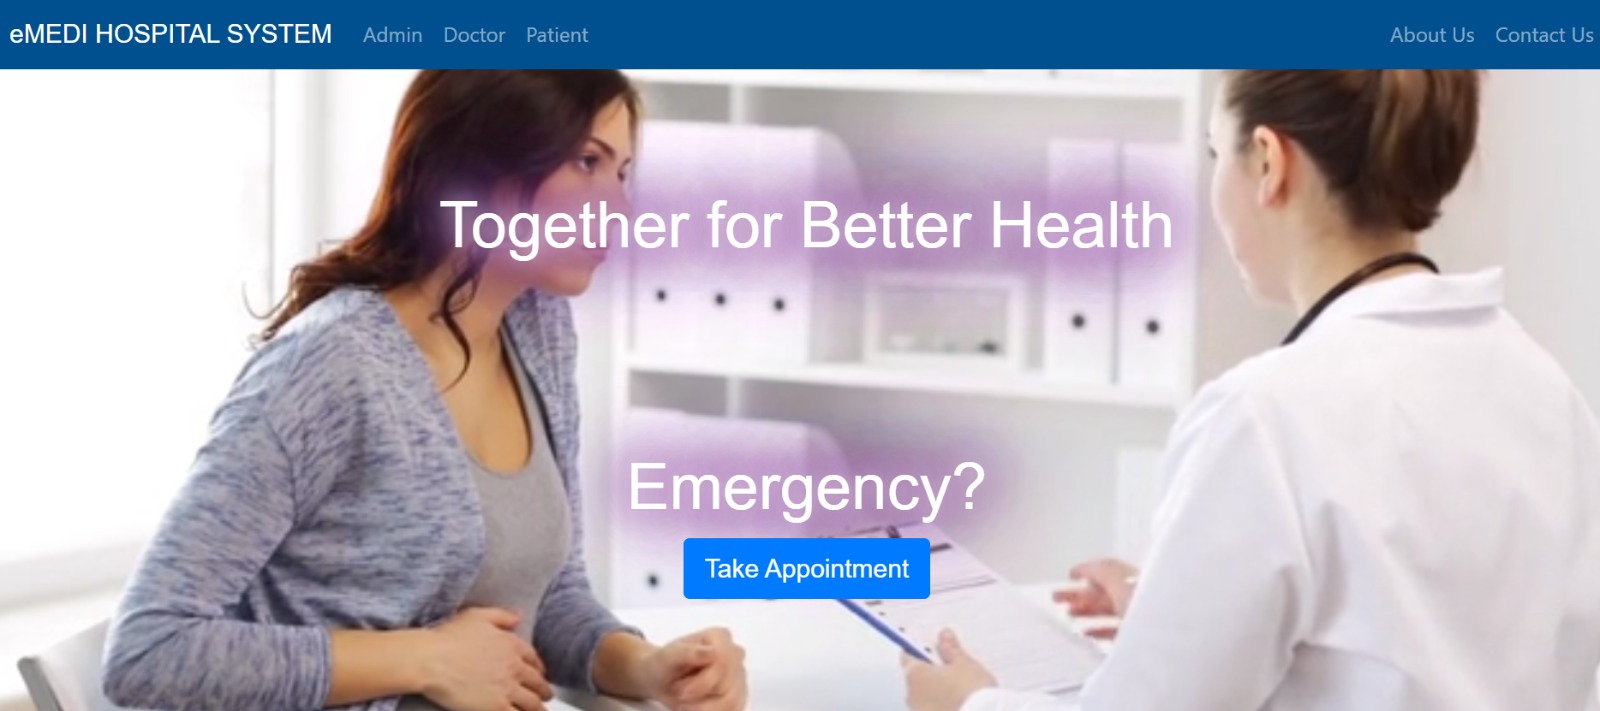 eMEDI HOSPITAL SYSTEM Admin Doctor Patient About Us Contact Us
Together for Better Health
Emergency?
Take Appointment